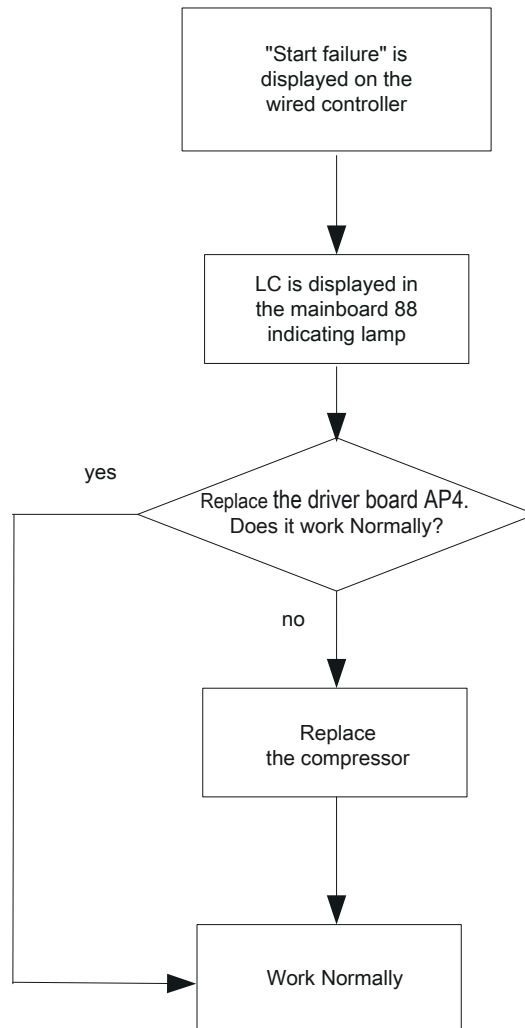 "Start failure" is
displayed on the
wired controller
LC is displayed in
the mainboard 88
indicating lamp
yes
Replace the driver board AP4.
Does it work Normally?
no
Replace
the compressor
Work Normally